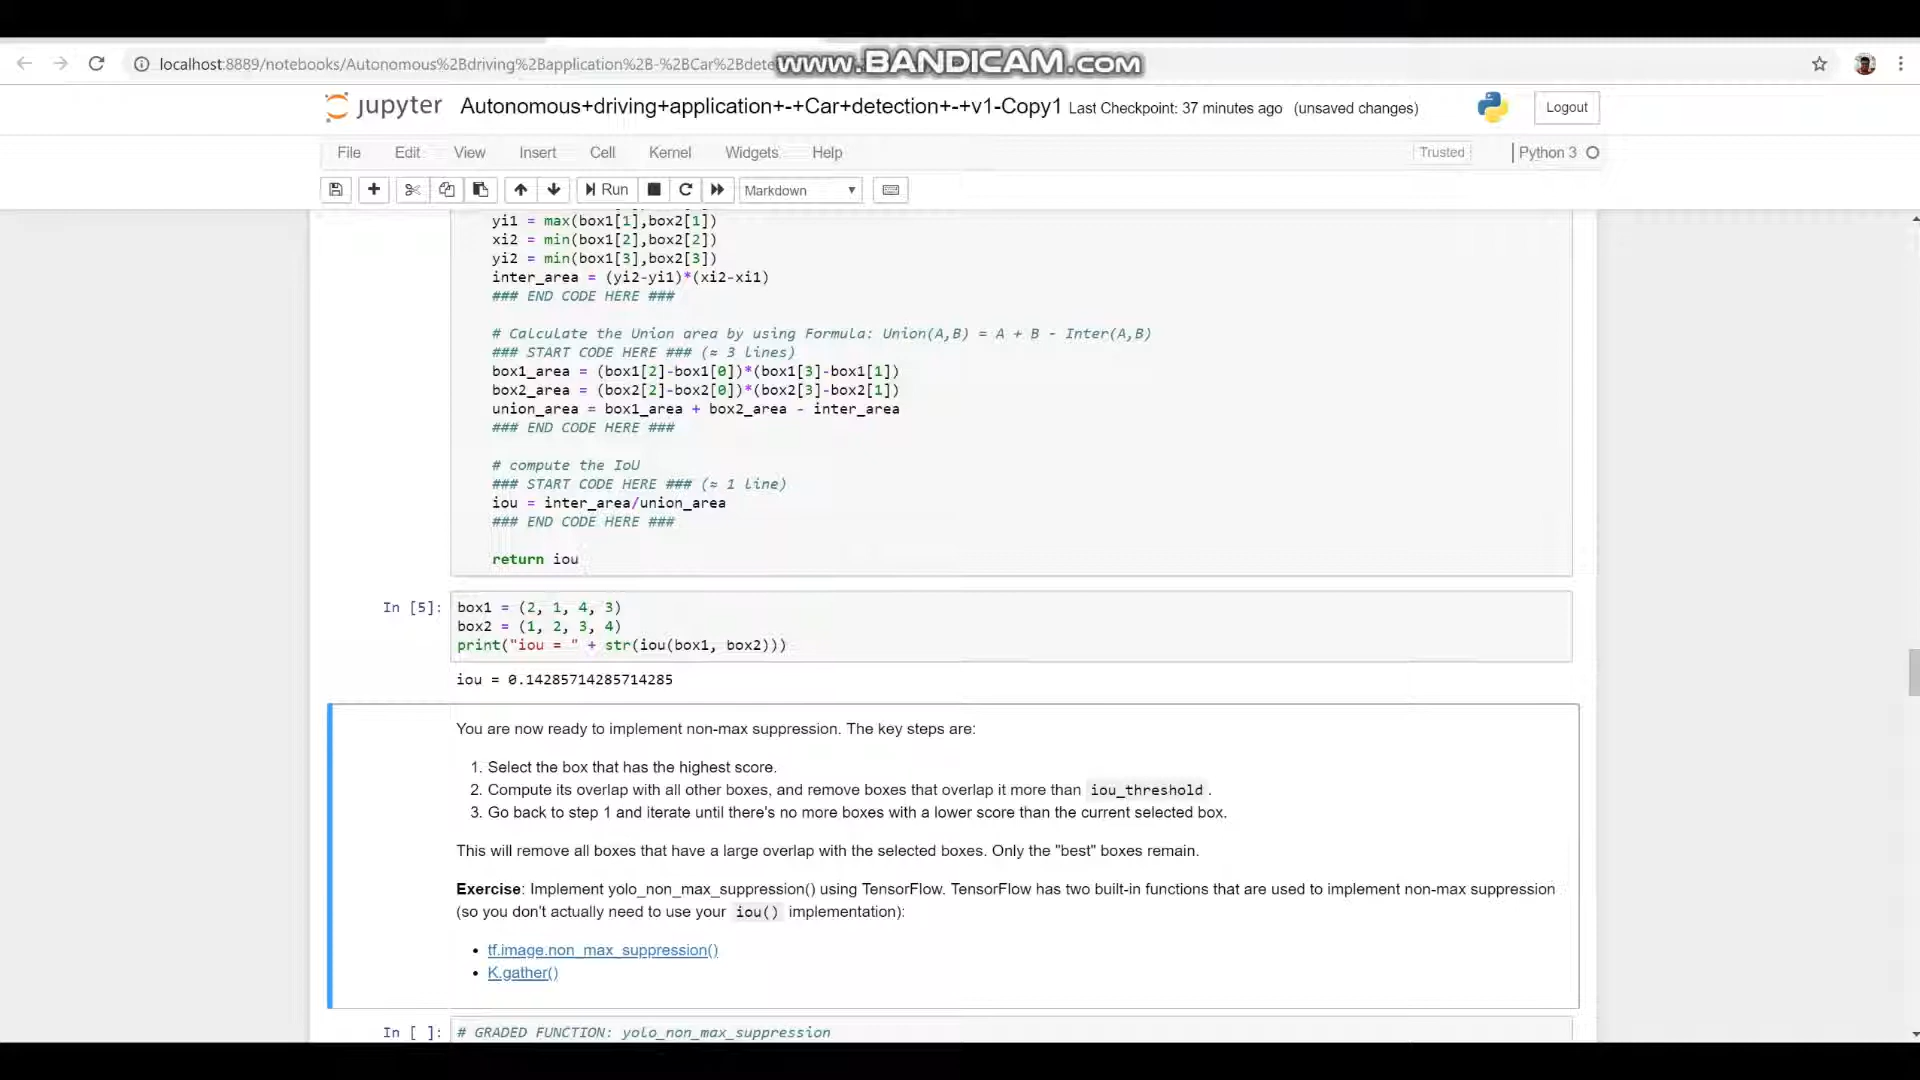 www.BANDICAM.com
localhost:8889/notebooks/Autonomous%2Bdriving%2Bapplication%2B-%2BCar%2Bdete
jupyter Autonomous+driving+application+-+Car+detection+-+v1-Copy1 Last Checkpoint: 37 minutes ago (unsaved changes) Logout
File Edit View Insert Cell Kernel Widgets Help Trusted Python 3
Run Markdown
yi1 = max(box1[1],box2[1])
xi2 = min(box1[2],box2[2])
yi2 = min(box1[3],box2[3])
inter_area = (yi2-yi1)*(xi2-xi1)
### END CODE HERE ###
# Calculate the Union area by using Formula: Union(A,B) = A + B - Inter(A,B)
### START CODE HERE ### (≈ 3 lines)
box1_area = (box1[2]-box1[0])*(box1[3]-box1[1])
box2_area = (box2[2]-box2[0])*(box2[3]-box2[1])
union_area = box1_area + box2_area - inter_area
### END CODE HERE ###
# compute the IoU
### START CODE HERE ### (≈ 1 line)
iou = inter_area/union_area
### END CODE HERE ###
return iou
In [5]: box1 = (2, 1, 4, 3)
box2 = (1, 2, 3, 4)
print("iou = " + str(iou(box1, box2)))
iou = 0.14285714285714285
You are now ready to implement non-max suppression. The key steps are:
1. Select the box that has the highest score.
2. Compute its overlap with all other boxes, and remove boxes that overlap it more than iou_threshold.
3. Go back to step 1 and iterate until there's no more boxes with a lower score than the current selected box.
This will remove all boxes that have a large overlap with the selected boxes. Only the "best" boxes remain.
Exercise: Implement yolo_non_max_suppression() using TensorFlow. TensorFlow has two built-in functions that are used to implement non-max suppression
(so you don't actually need to use your iou() implementation):
• tf.image.non_max_suppression()
• K.gather()
In [ ]: # GRADED FUNCTION: yolo_non_max_suppression